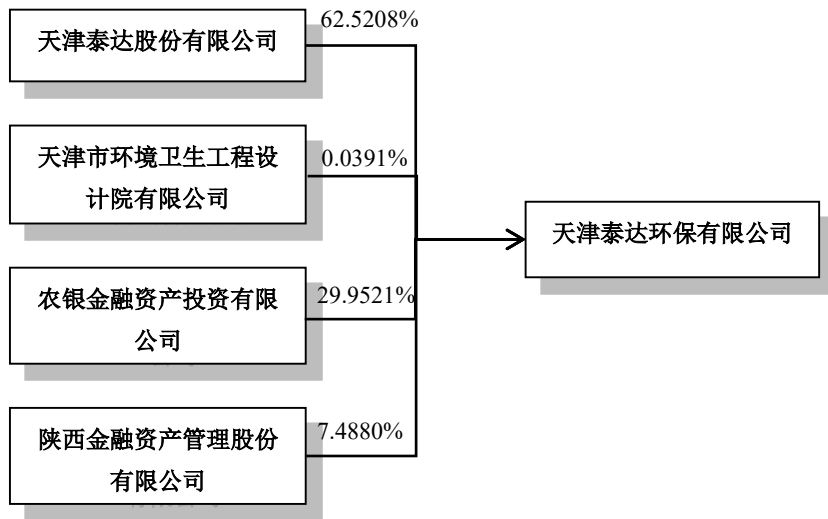 62.5208%
天津泰达股份有限公司
天津市环境卫生工程设
计院有限公司
0.0391%
天津泰达环保有限公司
农银金融资产投资有限
公司
29.9521%
陕西金融资产管理股份
有限公司
7.4880%